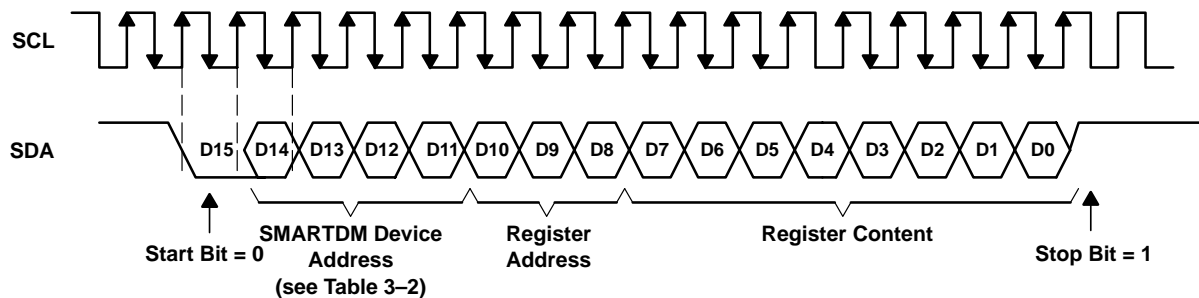 SCL
SDA
D15 D14 D13 D12 D11 D10 D9 D8 D7 D6 D5 D4 D3 D2 D1 D0
Start Bit = 0
SMARTDM Device
Address
(see Table 3–2)
Register
Address
Register Content
Stop Bit = 1